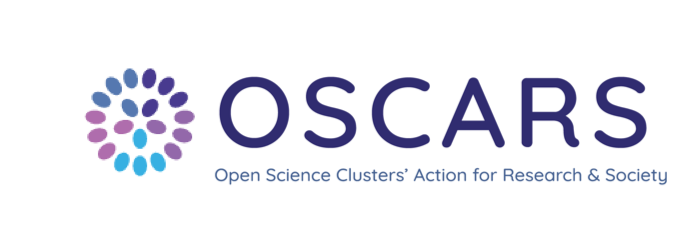 OSCARS
Open Science Clusters’ Action for Research & Society